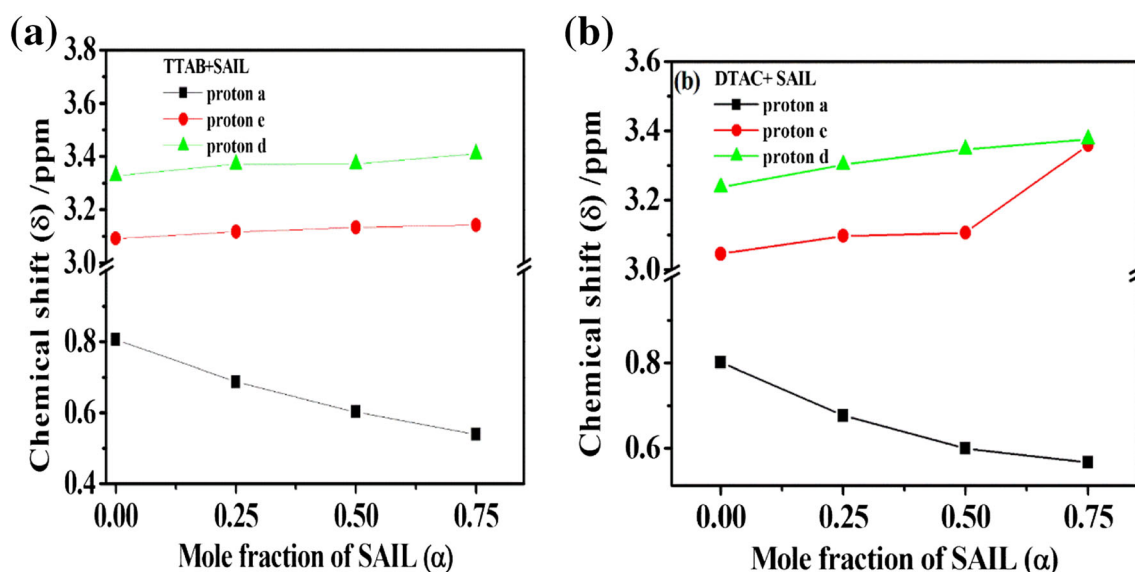 (a)
TTAB+SAIL
proton a
proton c
proton d
Chemical shift (δ) /ppm
3.8
3.6
3.4
3.2
3.0
0.8
0.6
0.4
0.00 0.25 0.50 0.75
Mole fraction of SAIL (α)
(b)
(b) DTAC+ SAIL
proton a
proton c
proton d
Chemical shift (δ) /ppm
3.6
3.4
3.2
3.0
0.8
0.6
0.00 0.25 0.50 0.75
Mole fraction of SAIL (α)